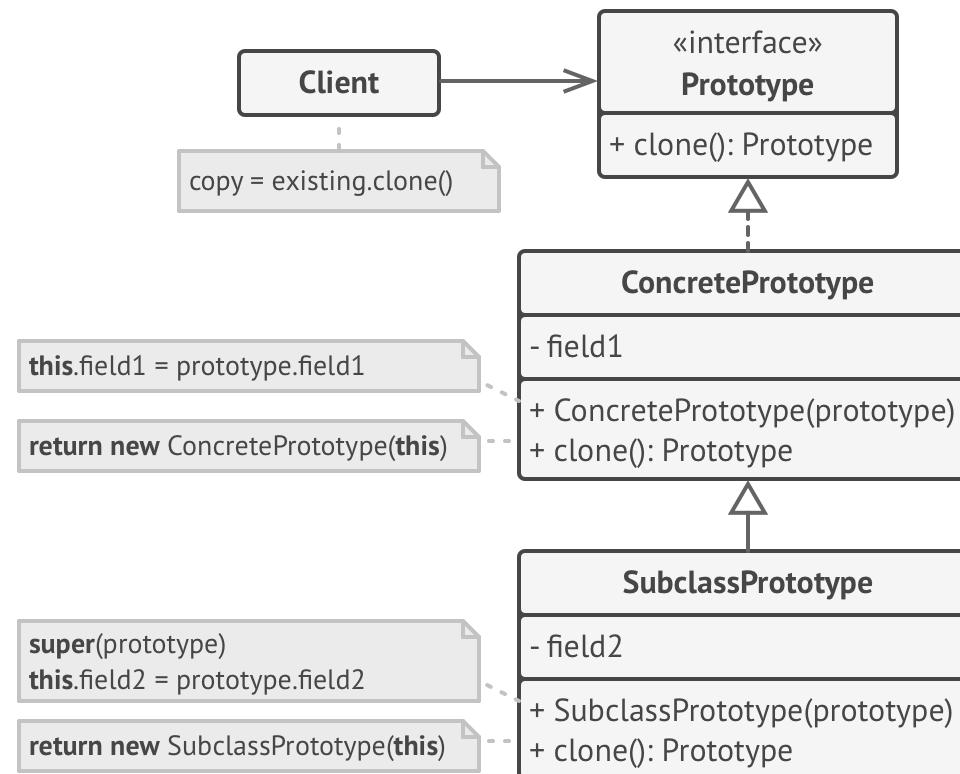 «interface»
Prototype
+ clone(): Prototype
Client
copy = existing.clone()
ConcretePrototype
- field1
+ ConcretePrototype(prototype)
+ clone(): Prototype
this.field1 = prototype.field1
return new ConcretePrototype(this)
SubclassPrototype
- field2
+ SubclassPrototype(prototype)
+ clone(): Prototype
super(prototype)
this.field2 = prototype.field2
return new SubclassPrototype(this)